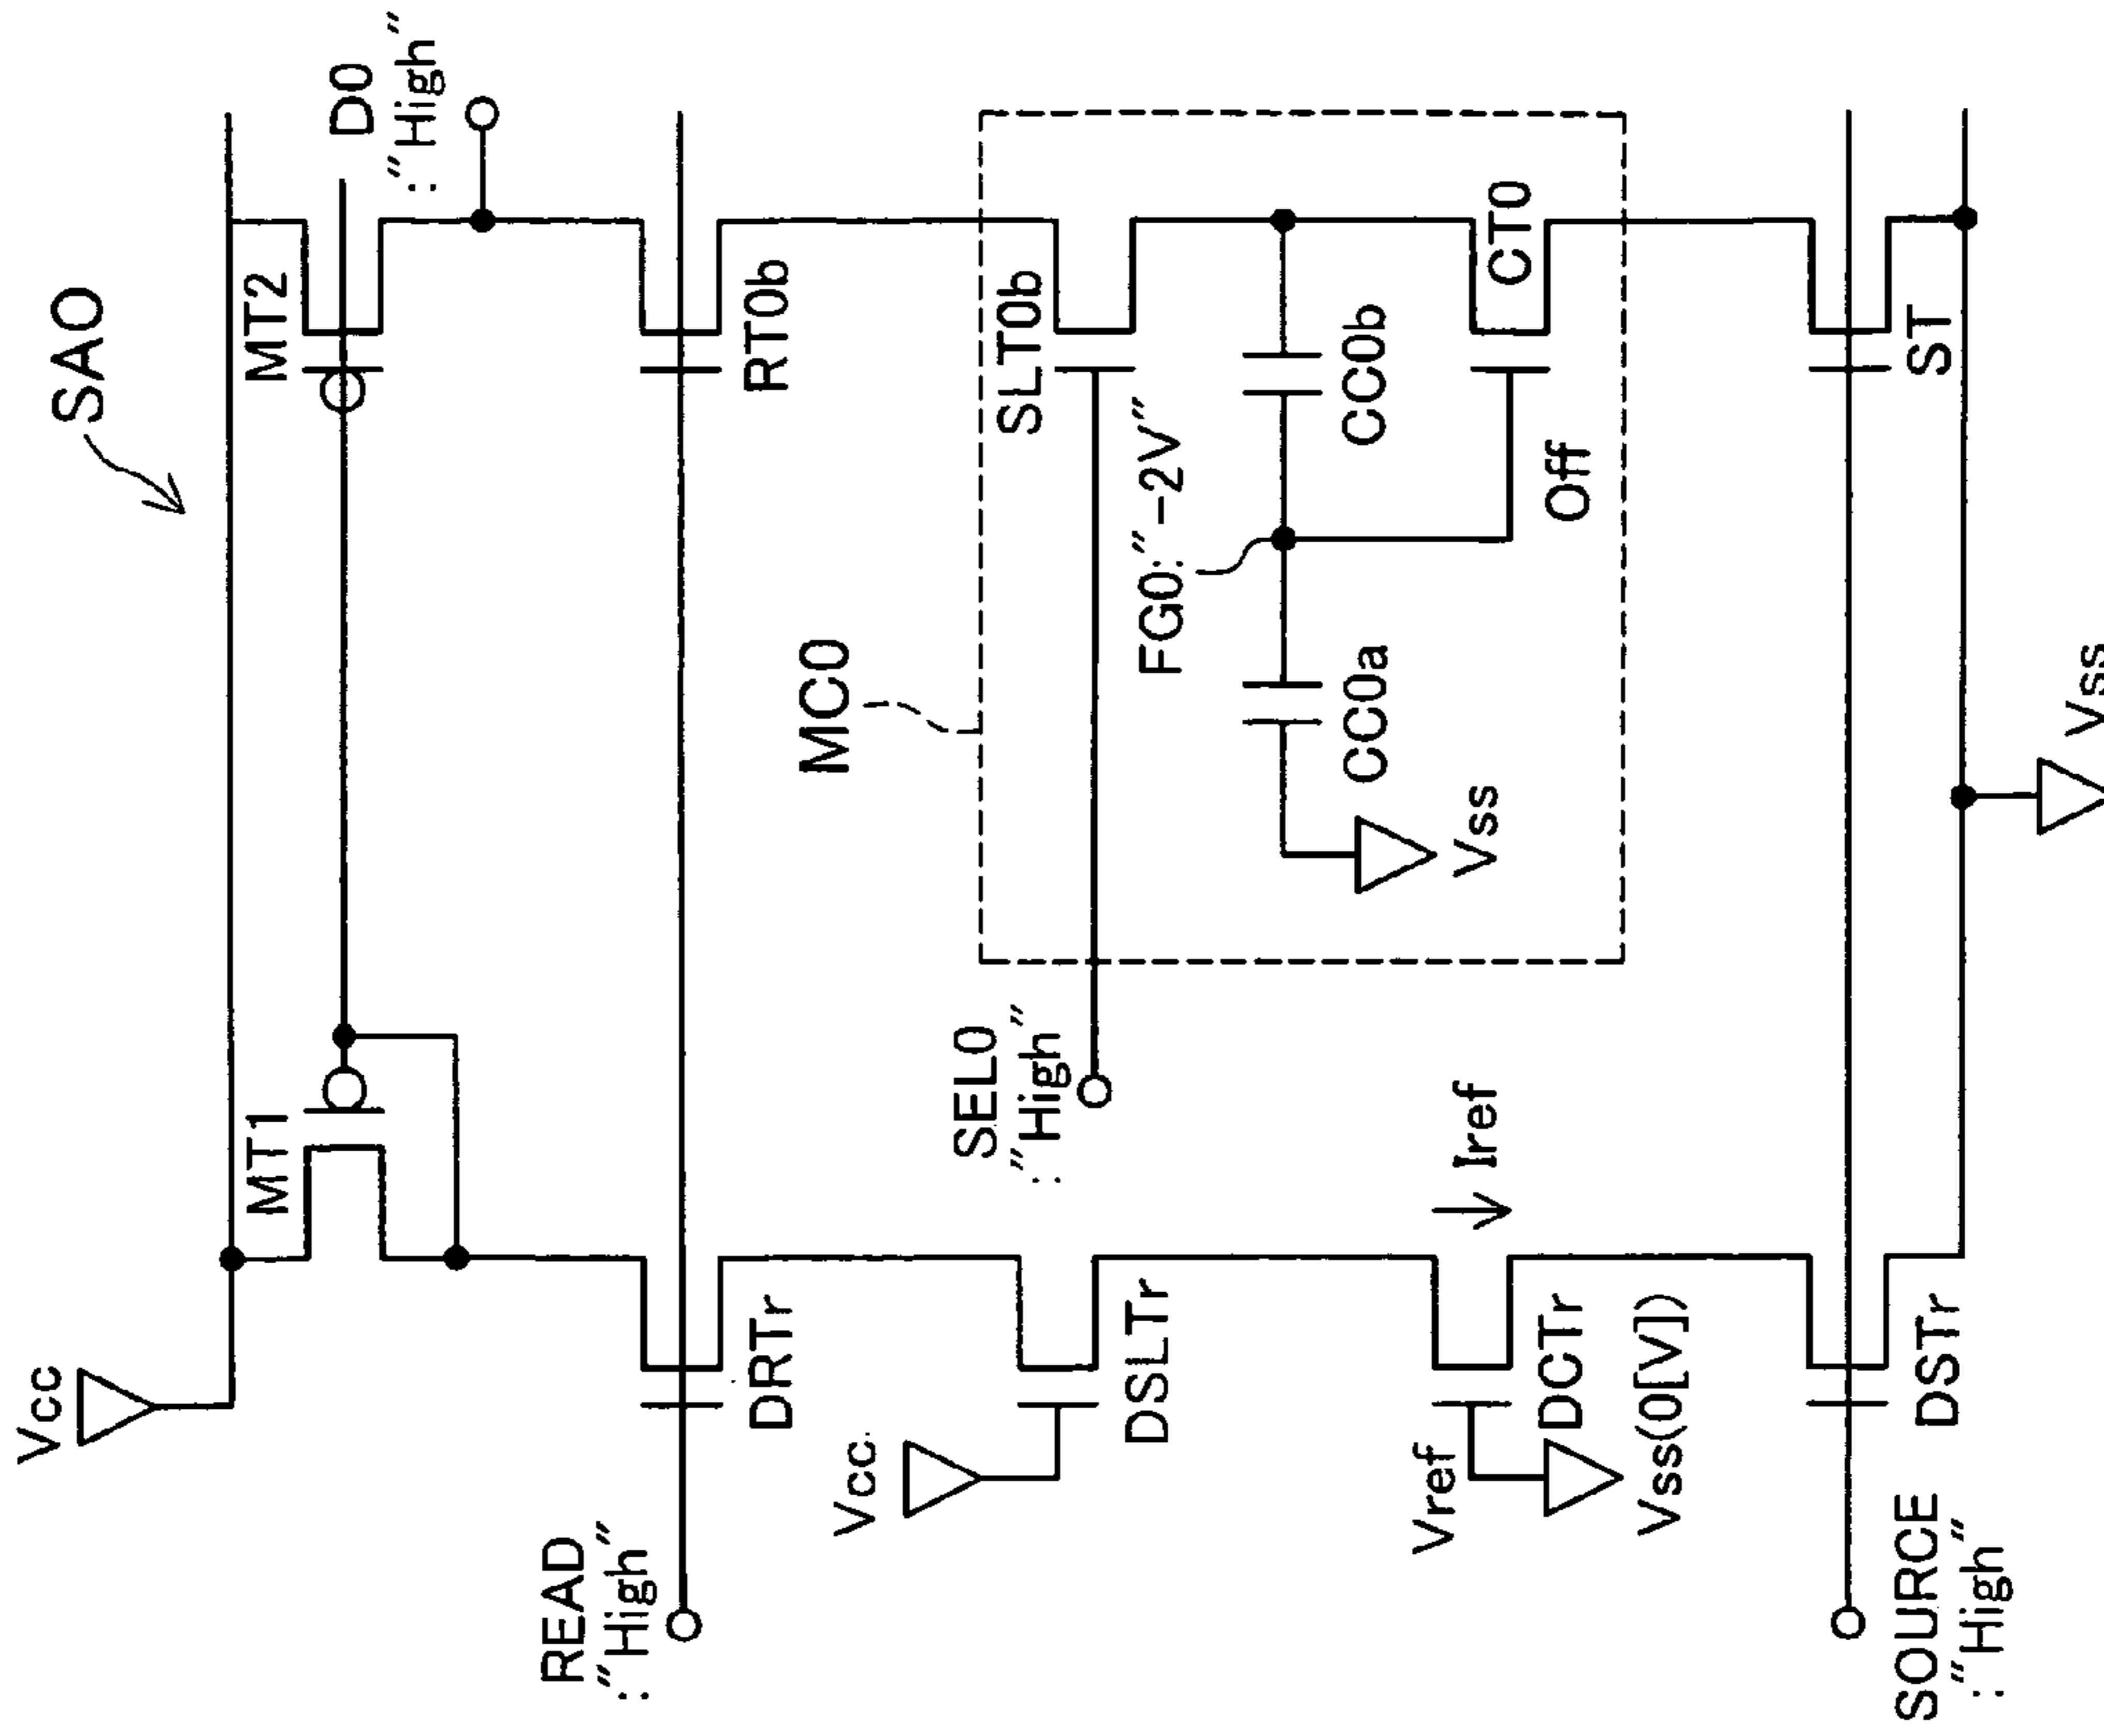 SA0
Vcc
MT1
MT2
D0
:"High"
READ
:"High"
DRTr
RT0b
MC0
SEL0
:"High"
SLT0b
Vcc
DSLTr
FG0:"-2V"
CC0a
CC0b
Vss
CT0
Off
Iref
Vref
DCTr
Vss(0[V])
SOURCE
:"High"
DSTr
ST
Vss